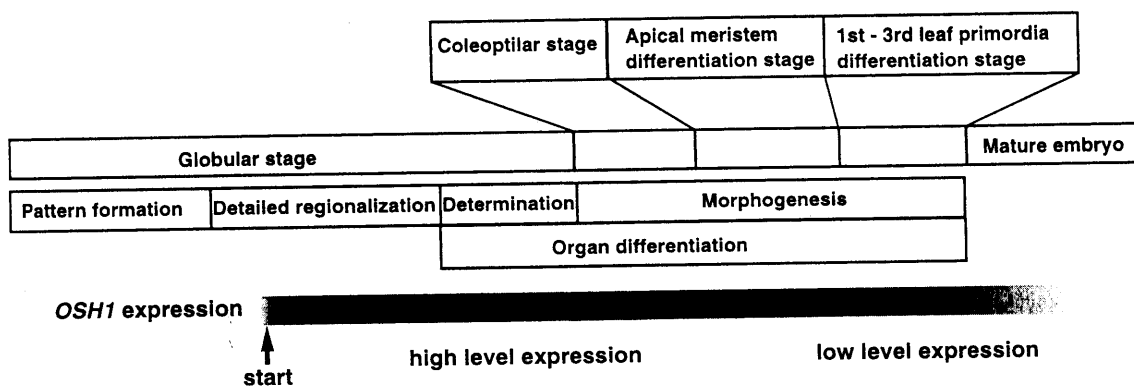 Coleoptilar stage
Apical meristem
differentiation stage
1st - 3rd leaf primordia
differentiation stage
Globular stage
Mature embryo
Pattern formation
Detailed regionalization
Determination
Morphogenesis
Organ differentiation
OSH1 expression
start
high level expression
low level expression